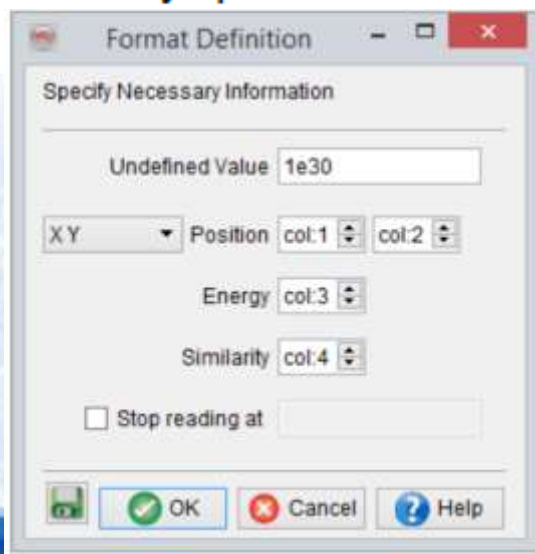 Format Definition
Specify Necessary Information
Undefined Value 1e30
X Y Position col:1 col:2
Energy col:3
Similarity col:4
Stop reading at
OK Cancel Help